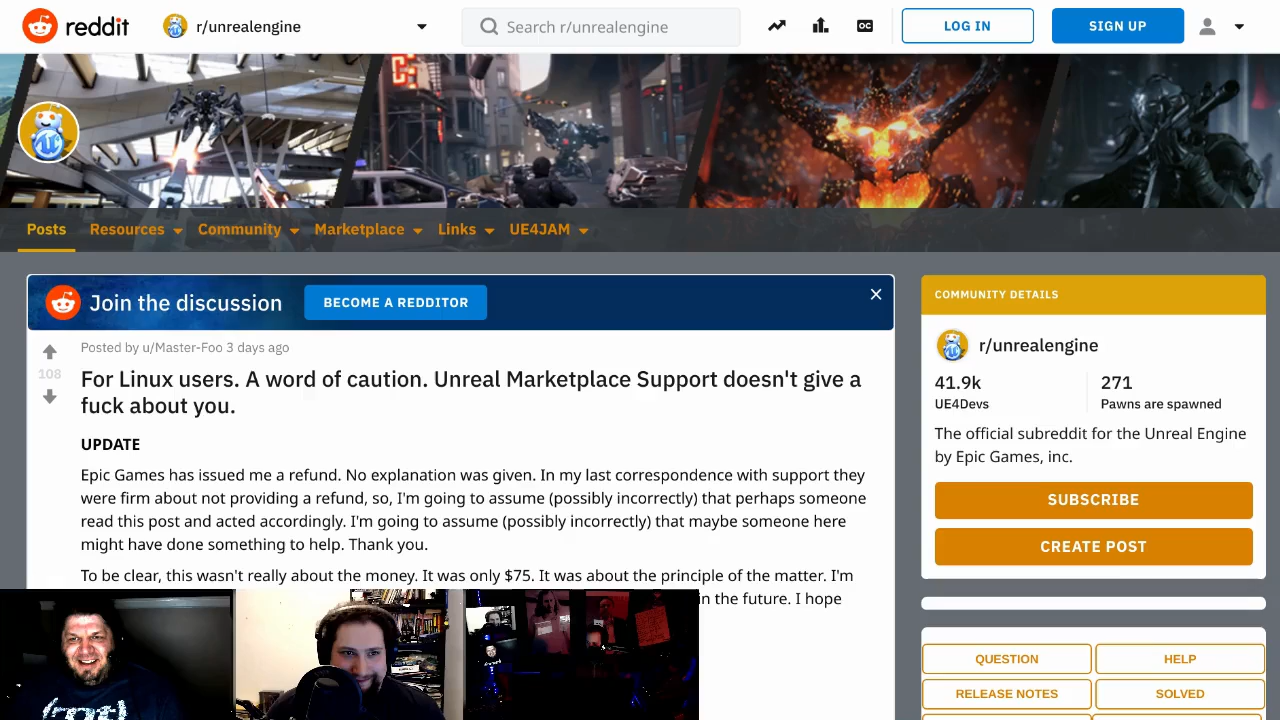 reddit
r/unrealengine
Search r/unrealengine
LOG IN
SIGN UP
Posts
Resources
Community
Marketplace
Links
UE4JAM
Join the discussion
BECOME A REDDITOR
Posted by u/Master-Foo 3 days ago
108
For Linux users. A word of caution. Unreal Marketplace Support doesn't give a
fuck about you.
UPDATE
Epic Games has issued me a refund. No explanation was given. In my last correspondence with support they
were firm about not providing a refund, so, I'm going to assume (possibly incorrectly) that perhaps someone
read this post and acted accordingly. I'm going to assume (possibly incorrectly) that maybe someone here
might have done something to help. Thank you.
To be clear, this wasn't really about the money. It was only $75. It was about the principle of the matter. I'm
in the future. I hope
COMMUNITY DETAILS
r/unrealengine
41.9k
271
UE4Devs
Pawns are spawned
The official subreddit for the Unreal Engine
by Epic Games, inc.
SUBSCRIBE
CREATE POST
QUESTION
HELP
RELEASE NOTES
SOLVED